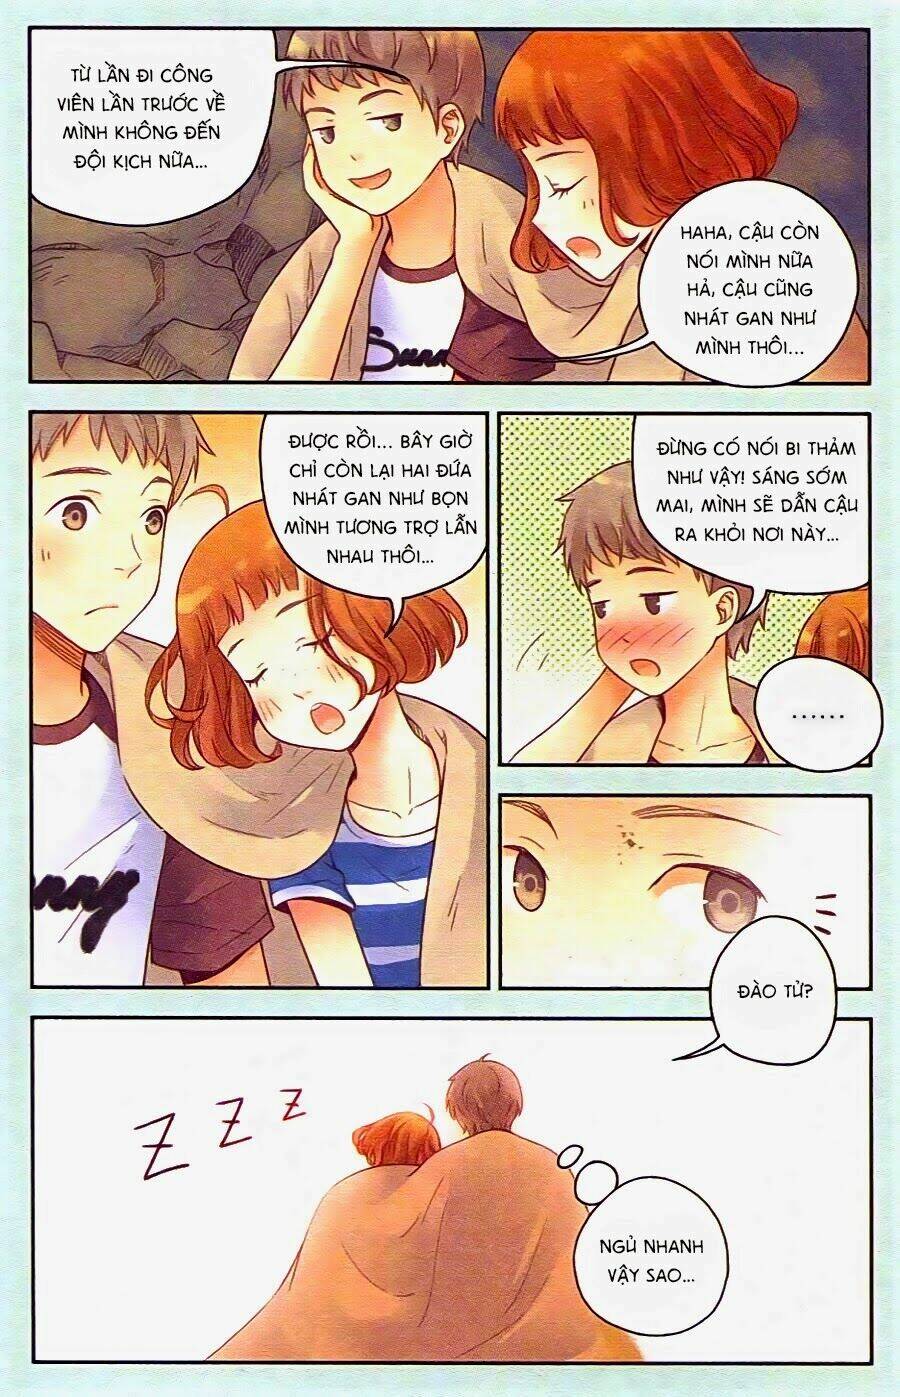 TỪ LẦN ĐI CÔNG
VIÊN LẦN TRƯỚC VỀ
MÌNH KHÔNG ĐẾN
ĐỘI KỊCH NỮA...
HAHA, CẬU CÒN
NÓI MÌNH NỮA
HẢ, CẬU CŨNG
NHÁT GAN NHƯ
MÌNH THÔI...
Sunn
ĐƯỢC RỒI... BÂY GIỜ
CHỈ CÒN LẠI HAI ĐỨA
NHÁT GAN NHƯ BỌN
MÌNH TƯƠNG TRỢ LẪN
NHAU THÔI...
nny
ĐỪNG CÓ NÓI BI THẢM
NHƯ VẬY! SÁNG SỚM
MAI, MÌNH SẼ DẪN CẬU
RA KHỎI NƠI NÀY...
......
ĐÀO TỬ?
Z Z Z
NGỦ NHANH
VẬY SAO...